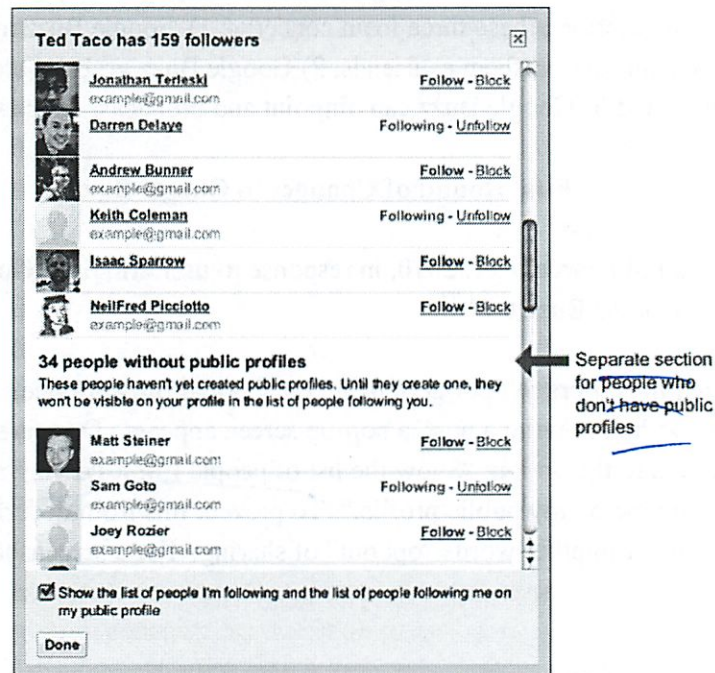 Ted Taco has 159 followers
Jonathan Terleski Follow - Block
example@gmail.com
Darren Delaye Following - Unfollow
Andrew Bunner Follow - Block
example@gmail.com
Keith Coleman Following - Unfollow
example@gmail.com
Isaac Sparrow Follow - Block
example@gmail.com
NeilFred Picciotto Follow - Block
example@gmail.com
34 people without public profiles
These people haven't yet created public profiles. Until they create one, they
won't be visible on your profile in the list of people following you.
Separate section
for people who
don't have public
profiles
Matt Steiner Follow - Block
example@gmail.com
Sam Goto Following - Unfollow
example@gmail.com
Joey Rozier Follow - Block
example@gmail.com
Show the list of people I'm following and the list of people following me on
my public profile
Done